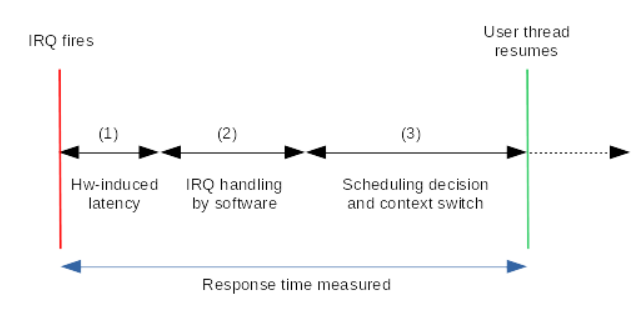 IRQ fires
User thread
resumes
(1)
(2)
(3)
Hw-induced
latency
IRQ handling
by software
Scheduling decision
and context switch
Response time measured